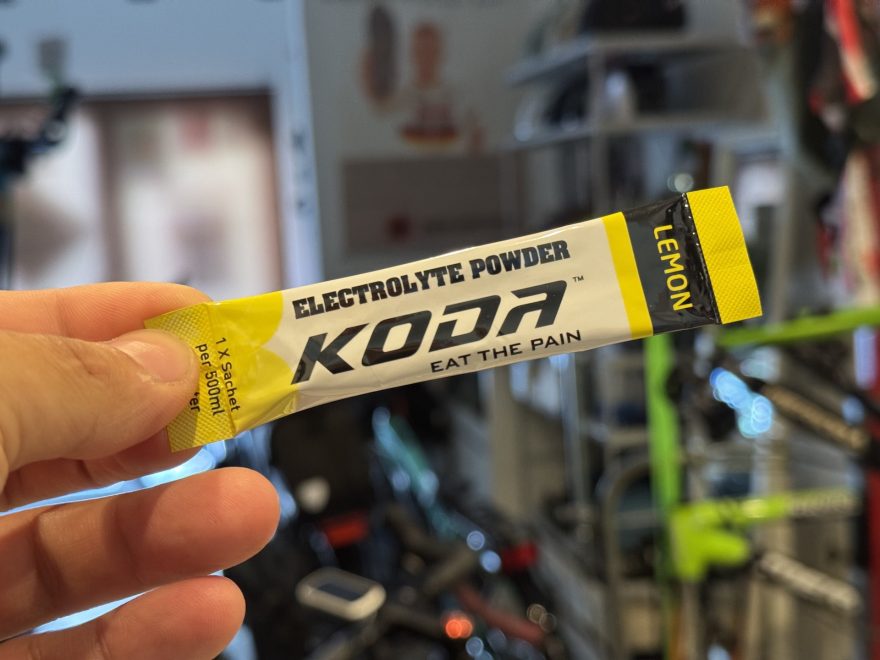 ELECTROLYTE POWDER
KODA™
EAT THE PAIN
LEMON
1 X Sachet
per 500ml